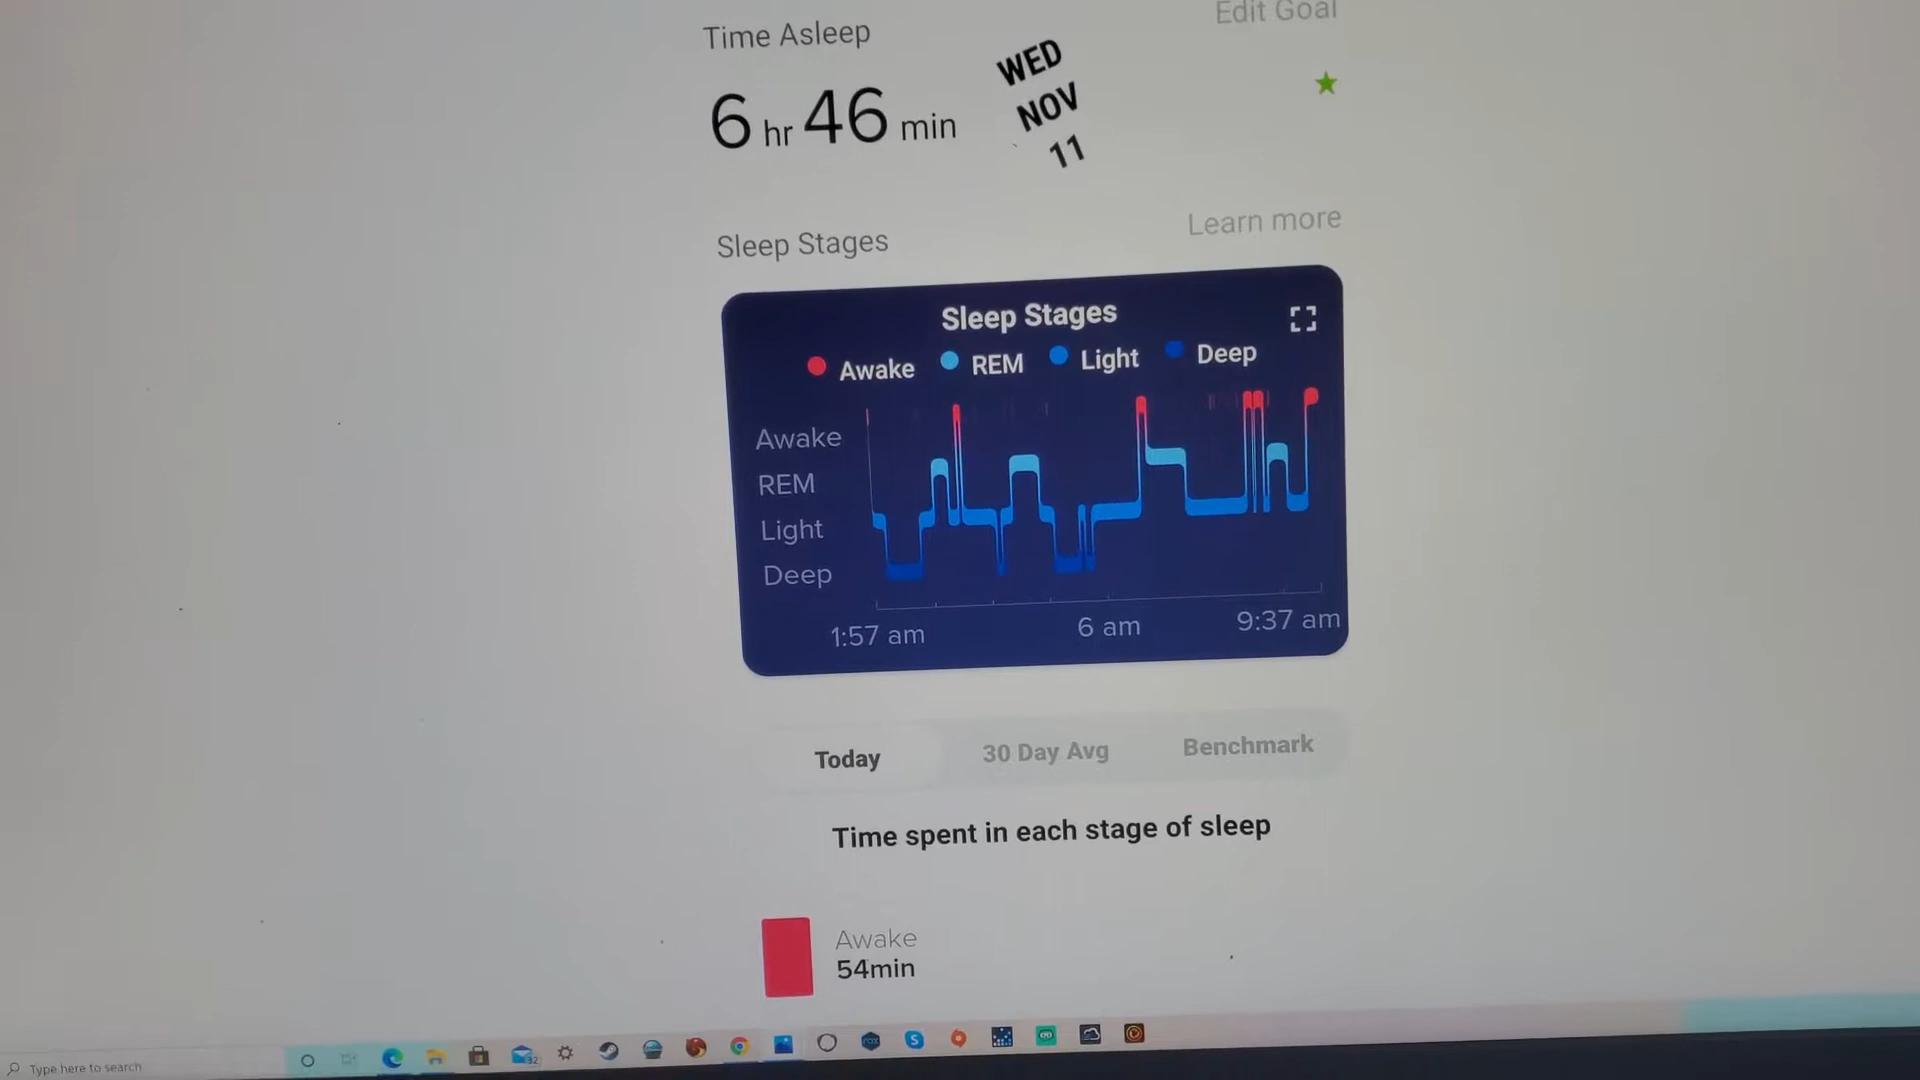 Time Asleep
Edit Goal
6 hr 46 min
WED
NOV
11
Sleep Stages
Learn more
Sleep Stages
Awake REM Light Deep
Awake
REM
Light
Deep
1:57 am 6 am 9:37 am
Today 30 Day Avg Benchmark
Time spent in each stage of sleep
Awake
54min
Type here to search
32